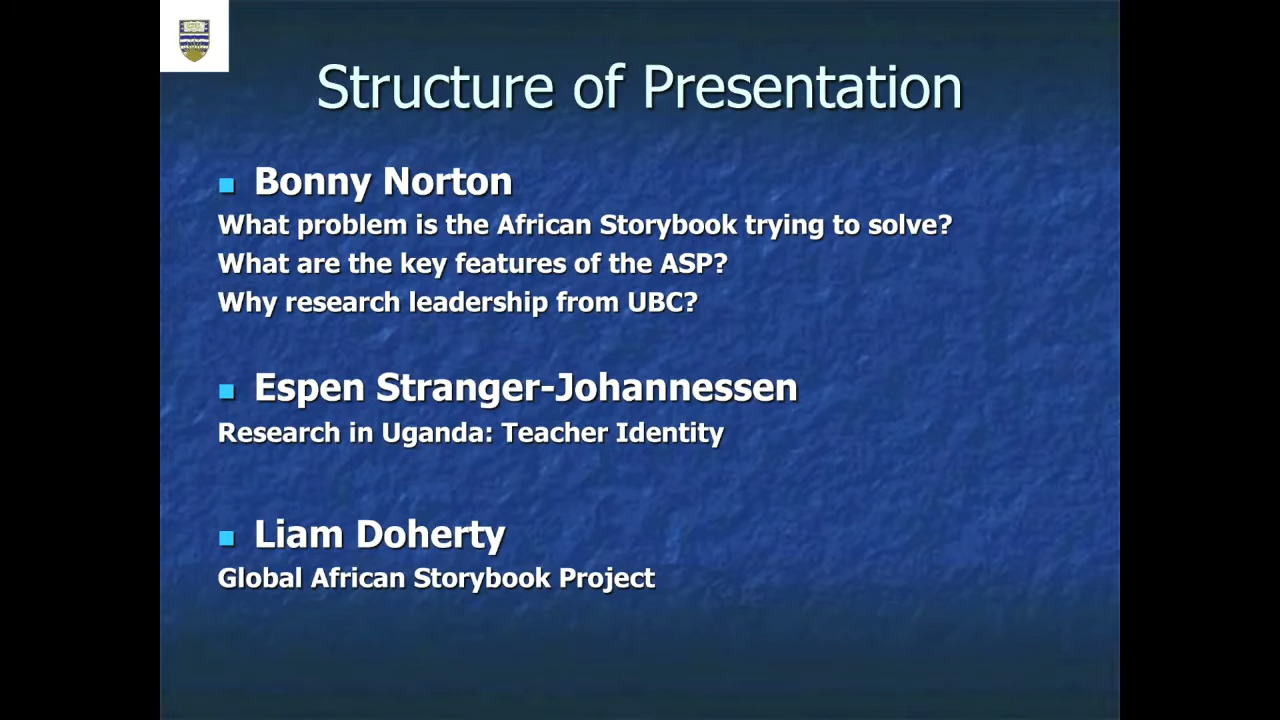 Structure of Presentation
Bonny Norton
What problem is the African Storybook trying to solve?
What are the key features of the ASP?
Why research leadership from UBC?
Espen Stranger-Johannessen
Research in Uganda: Teacher Identity
Liam Doherty
Global African Storybook Project